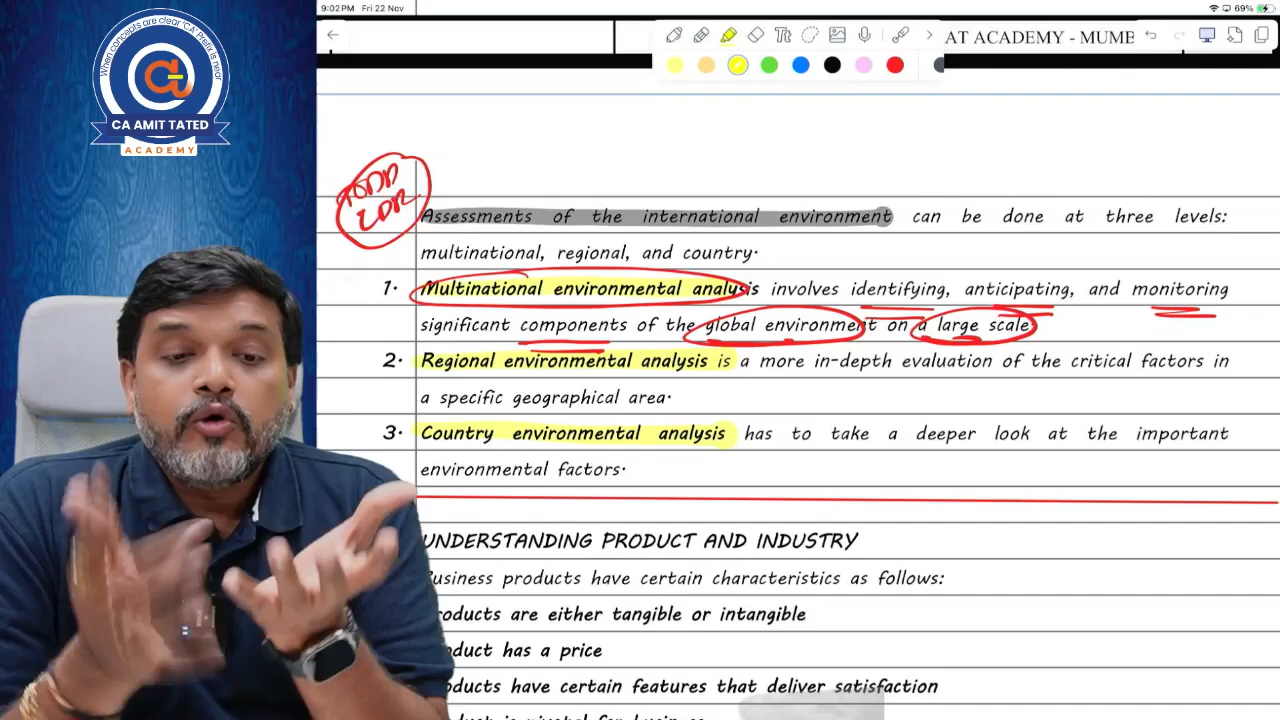 9:02 PM Fri 22 Nov
69%
When concepts are clear 'CA' Prefix is near
CA AMIT TATED
ACADEMY
AT ACADEMY - MUMB
Assessments of the international environment can be done at three levels:
multinational, regional, and country.
1. Multinational environmental analysis involves identifying, anticipating, and monitoring
significant components of the global environment on a large scale
2. Regional environmental analysis is a more in-depth evaluation of the critical factors in
a specific geographical area.
3. Country environmental analysis has to take a deeper look at the important
environmental factors.
UNDERSTANDING PRODUCT AND INDUSTRY
Business products have certain characteristics as follows:
Products are either tangible or intangible
Product has a price
Products have certain features that deliver satisfaction